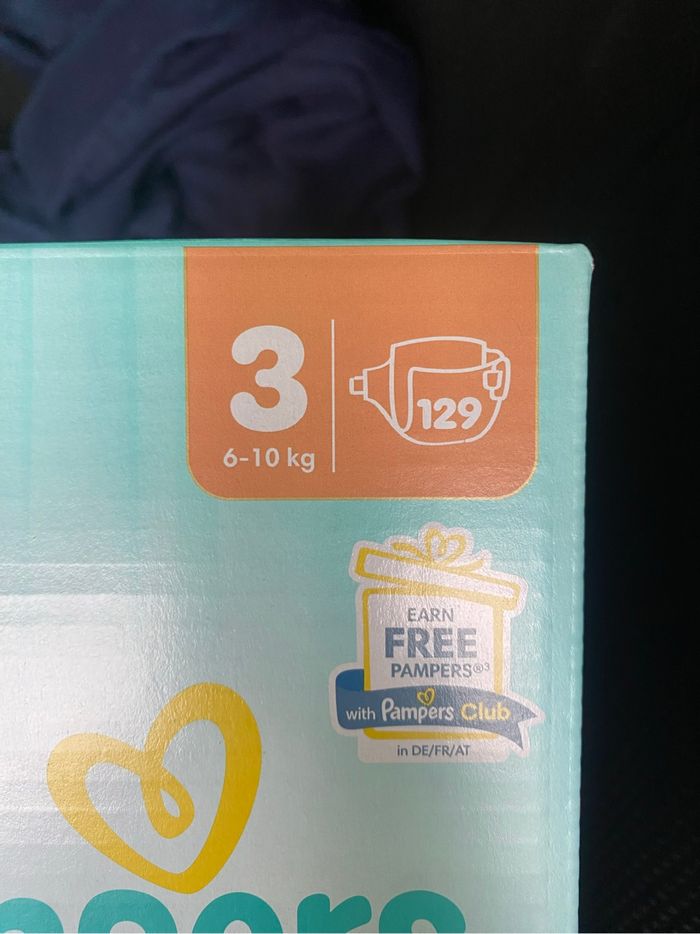 3
6-10 kg
129
EARN
FREE
PAMPERS®³
with Pampers Club
in DE/FR/AT